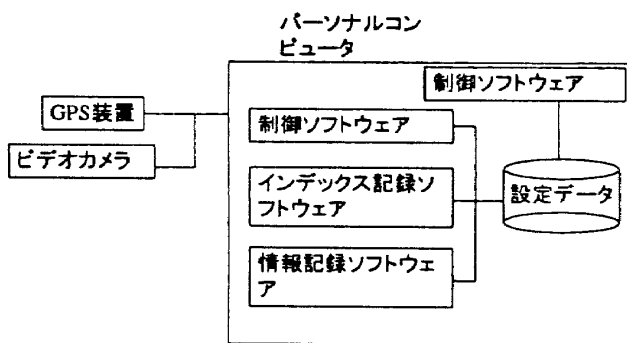 パーソナルコン
ピュータ
制御ソフトウェア
GPS装置
制御ソフトウェア
ビデオカメラ
インデックス記録ソ
フトウェア
設定データ
情報記録ソフトウェ
ア